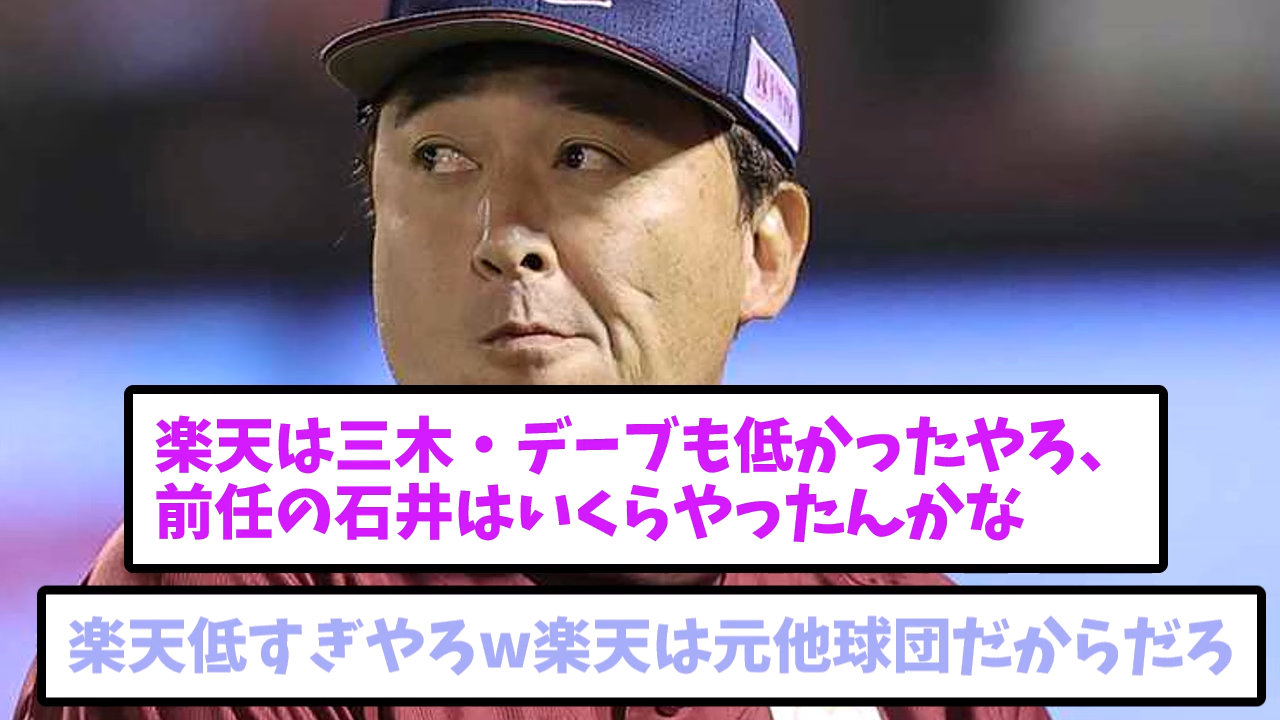 楽天は三木・デーブも低かったやろ、
前任の石井はいくらやったんかな
楽天低すぎやろw楽天は元他球団だからだろ